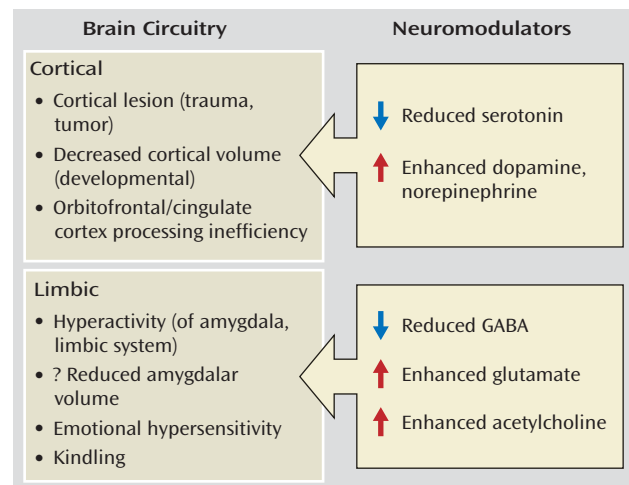 Brain Circuitry
Neuromodulators
Cortical
• Cortical lesion (trauma,
tumor)
• Decreased cortical volume
(developmental)
• Orbitofrontal/cingulate
cortex processing inefficiency
Reduced serotonin
Enhanced dopamine,
norepinephrine
Limbic
• Hyperactivity (of amygdala,
limbic system)
• ? Reduced amygdalar
volume
• Emotional hypersensitivity
• Kindling
Reduced GABA
Enhanced glutamate
Enhanced acetylcholine